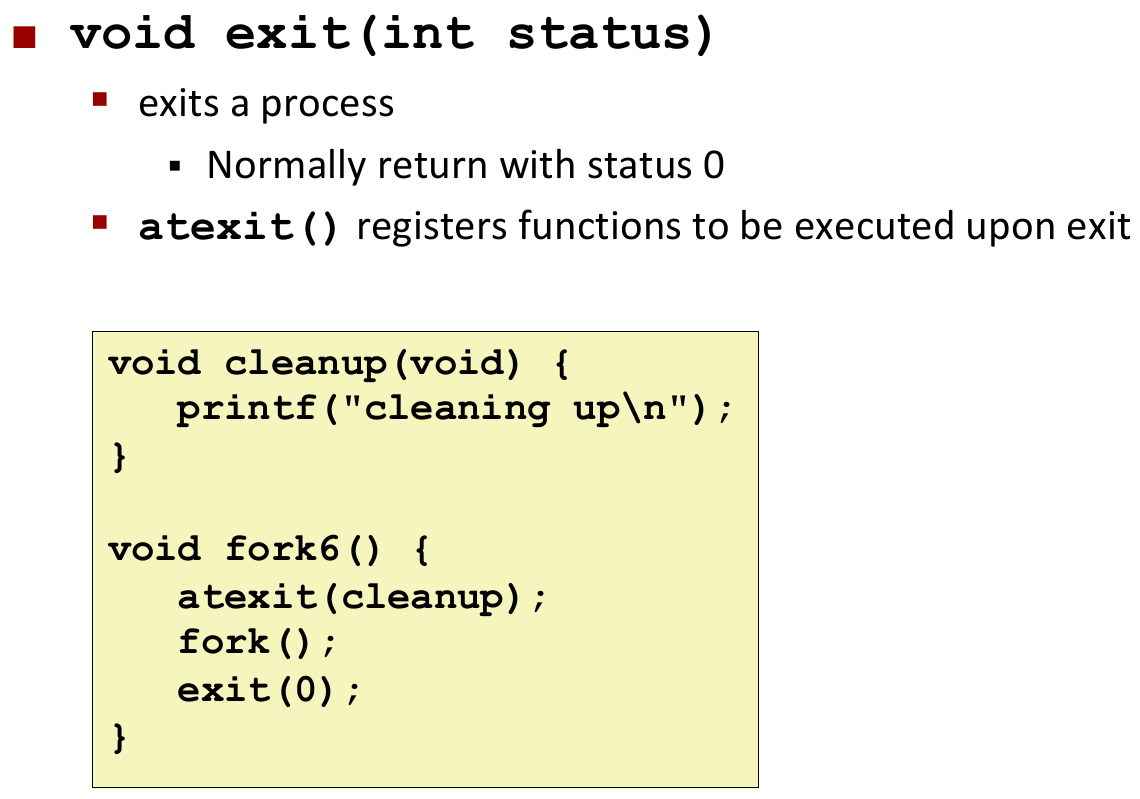 void exit(int status)
exits a process
Normally return with status 0
atexit() registers functions to be executed upon exit
void cleanup(void) {
   printf("cleaning up\n");
}
void fork6() {
   atexit(cleanup);
   fork();
   exit(0);
}